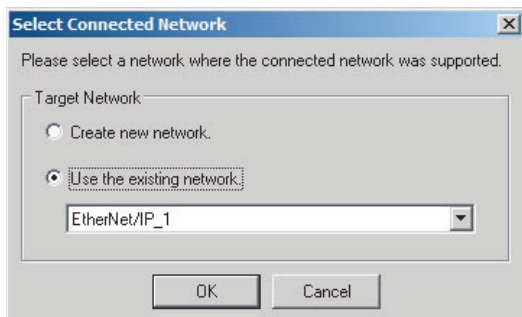 Select Connected Network
Please select a network where the connected network was supported.
Target Network
Create new network.
Use the existing network.
EtherNet/IP_1
OK Cancel